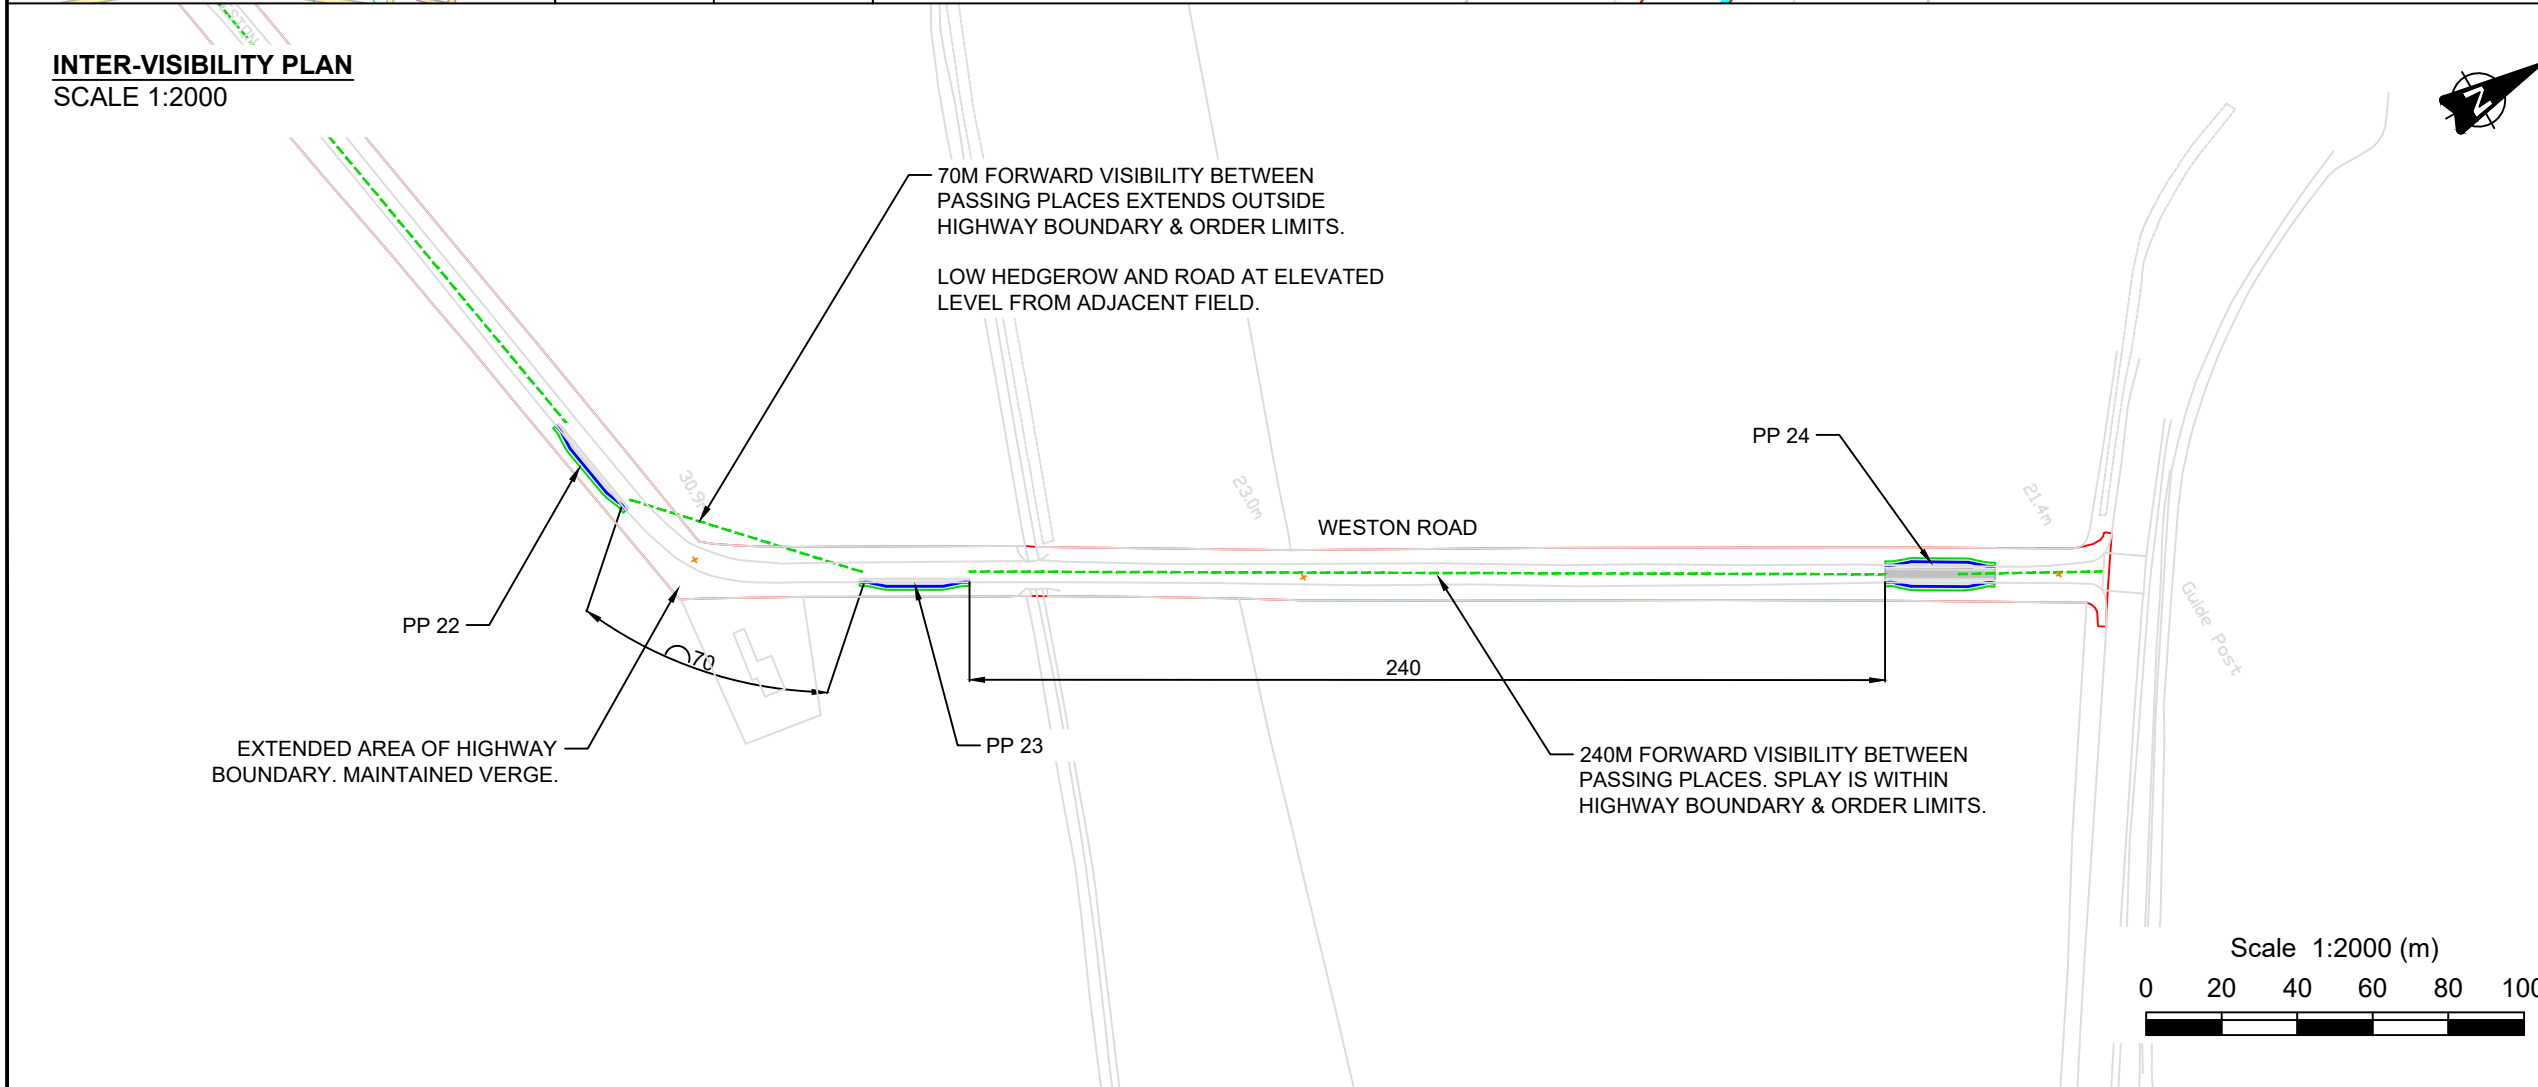 INTER-VISIBILITY PLAN
SCALE 1:2000
N
70M FORWARD VISIBILITY BETWEEN
PASSING PLACES EXTENDS OUTSIDE
HIGHWAY BOUNDARY & ORDER LIMITS.
LOW HEDGEROW AND ROAD AT ELEVATED
LEVEL FROM ADJACENT FIELD.
PP 24
23.0m
21.4m
WESTON ROAD
PP 22
Guide Post
70
240
PP 23
EXTENDED AREA OF HIGHWAY
BOUNDARY. MAINTAINED VERGE.
240M FORWARD VISIBILITY BETWEEN
PASSING PLACES. SPLAY IS WITHIN
HIGHWAY BOUNDARY & ORDER LIMITS.
Scale 1:2000 (m)
0 20 40 60 80 100